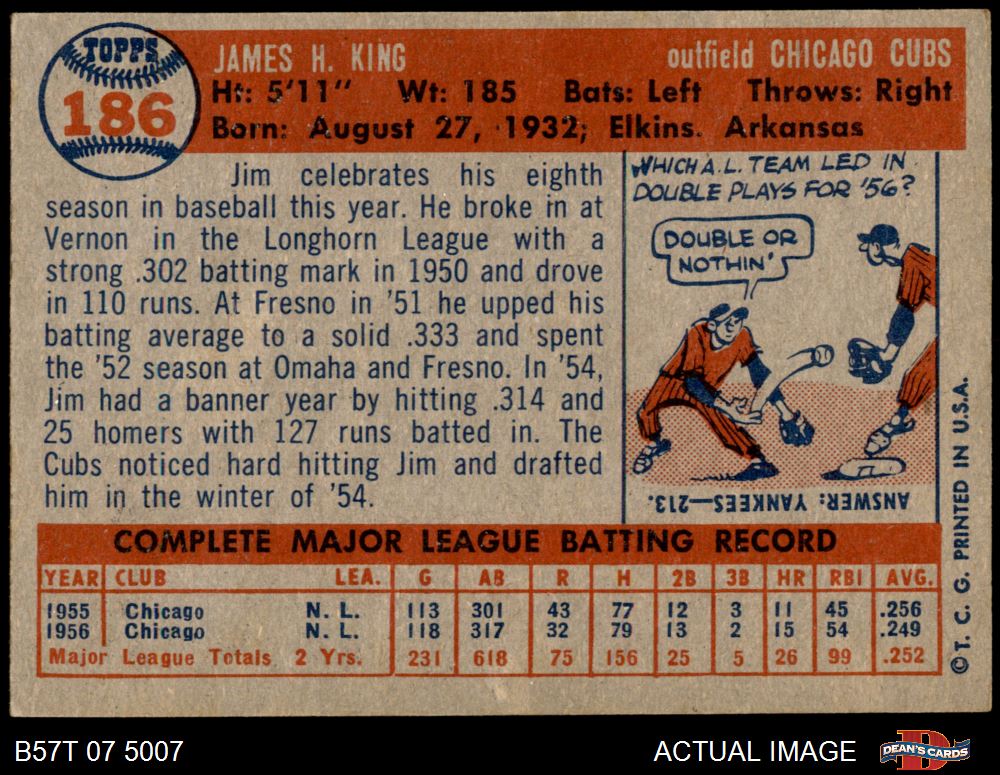 TOPPS
186
JAMES H. KING outfield CHICAGO CUBS
Ht: 5'11" Wt: 185 Bats: Left Throws: Right
Born: August 27, 1932; Elkins. Arkansas
Jim celebrates his eighth
season in baseball this year. He broke in at
Vernon in the Longhorn League with a
strong .302 batting mark in 1950 and drove
in 110 runs. At Fresno in '51 he upped his
batting average to a solid .333 and spent
the '52 season at Omaha and Fresno. In '54,
Jim had a banner year by hitting .314 and
25 homers with 127 runs batted in. The
Cubs noticed hard hitting Jim and drafted
him in the winter of '54.
WHICH A.L. TEAM LED IN
DOUBLE PLAYS FOR '56?
DOUBLE OR
NOTHIN'
ANSWER: YANKEES—213.
COMPLETE MAJOR LEAGUE BATTING RECORD
YEAR CLUB LEA. G AB R H 2B 3B HR RBI AVG.
1955 Chicago N. L. 113 301 43 77 12 3 11 45 .256
1956 Chicago N. L. 118 317 32 79 13 2 15 54 .249
Major League Totals 2 Yrs. 231 618 75 156 25 5 26 99 .252
©T. C. G. PRINTED IN U.S.A.
B57T 07 5007 ACTUAL IMAGE
D
DEAN'S CARDS